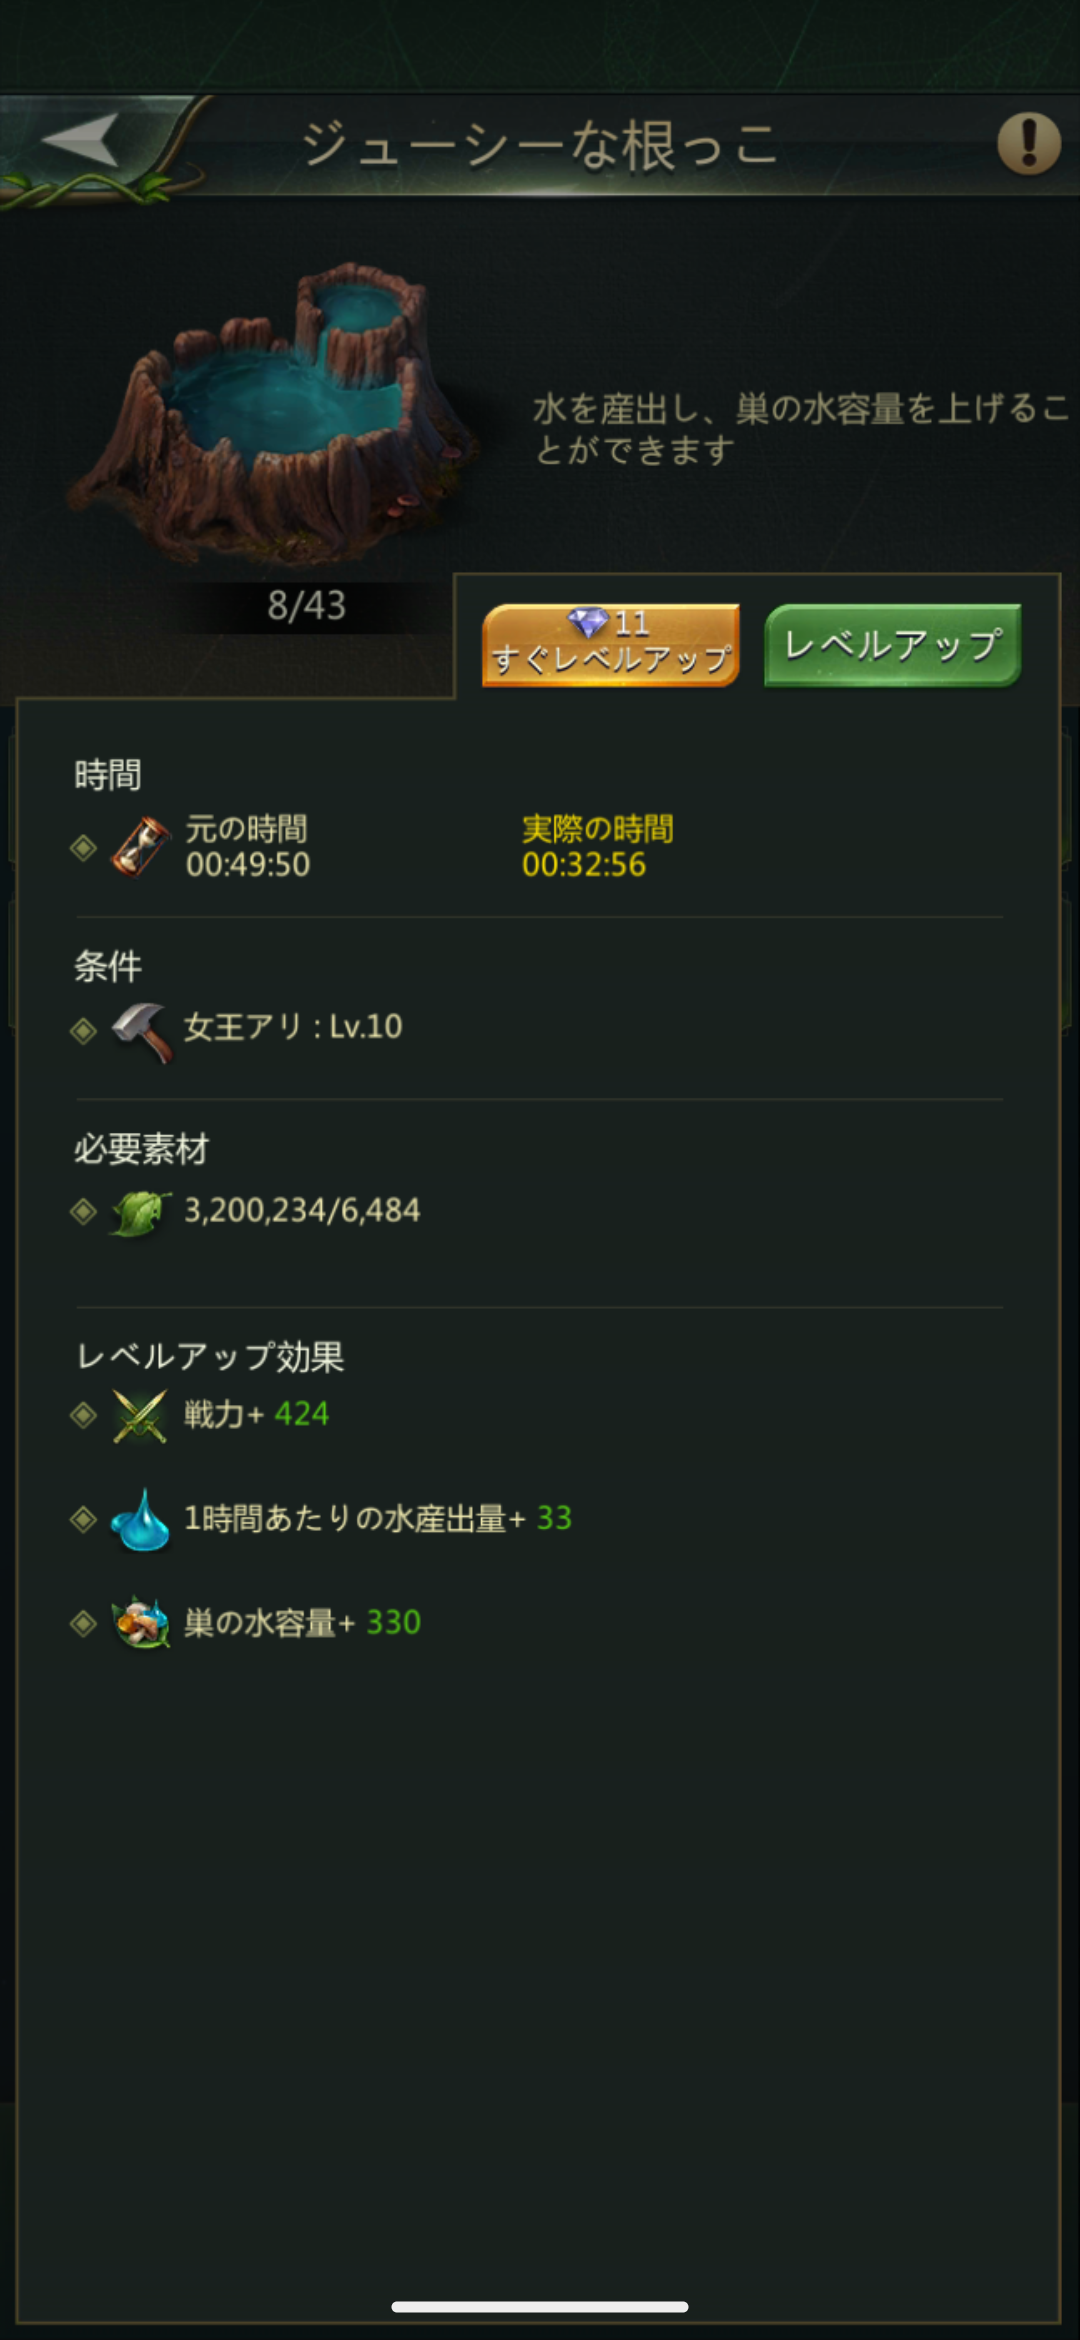 ジューシーな根っこ
水を産出し、巣の水容量を上げるこ
とができます
8/43
11
すぐレベルアップ
レベルアップ
時間
元の時間
実際の時間
00:49:50
00:32:56
条件
女王アリ : Lv.10
必要素材
3,200,234/6,484
レベルアップ効果
戦力+ 424
1時間あたりの水産出量+ 33
巣の水容量+ 330